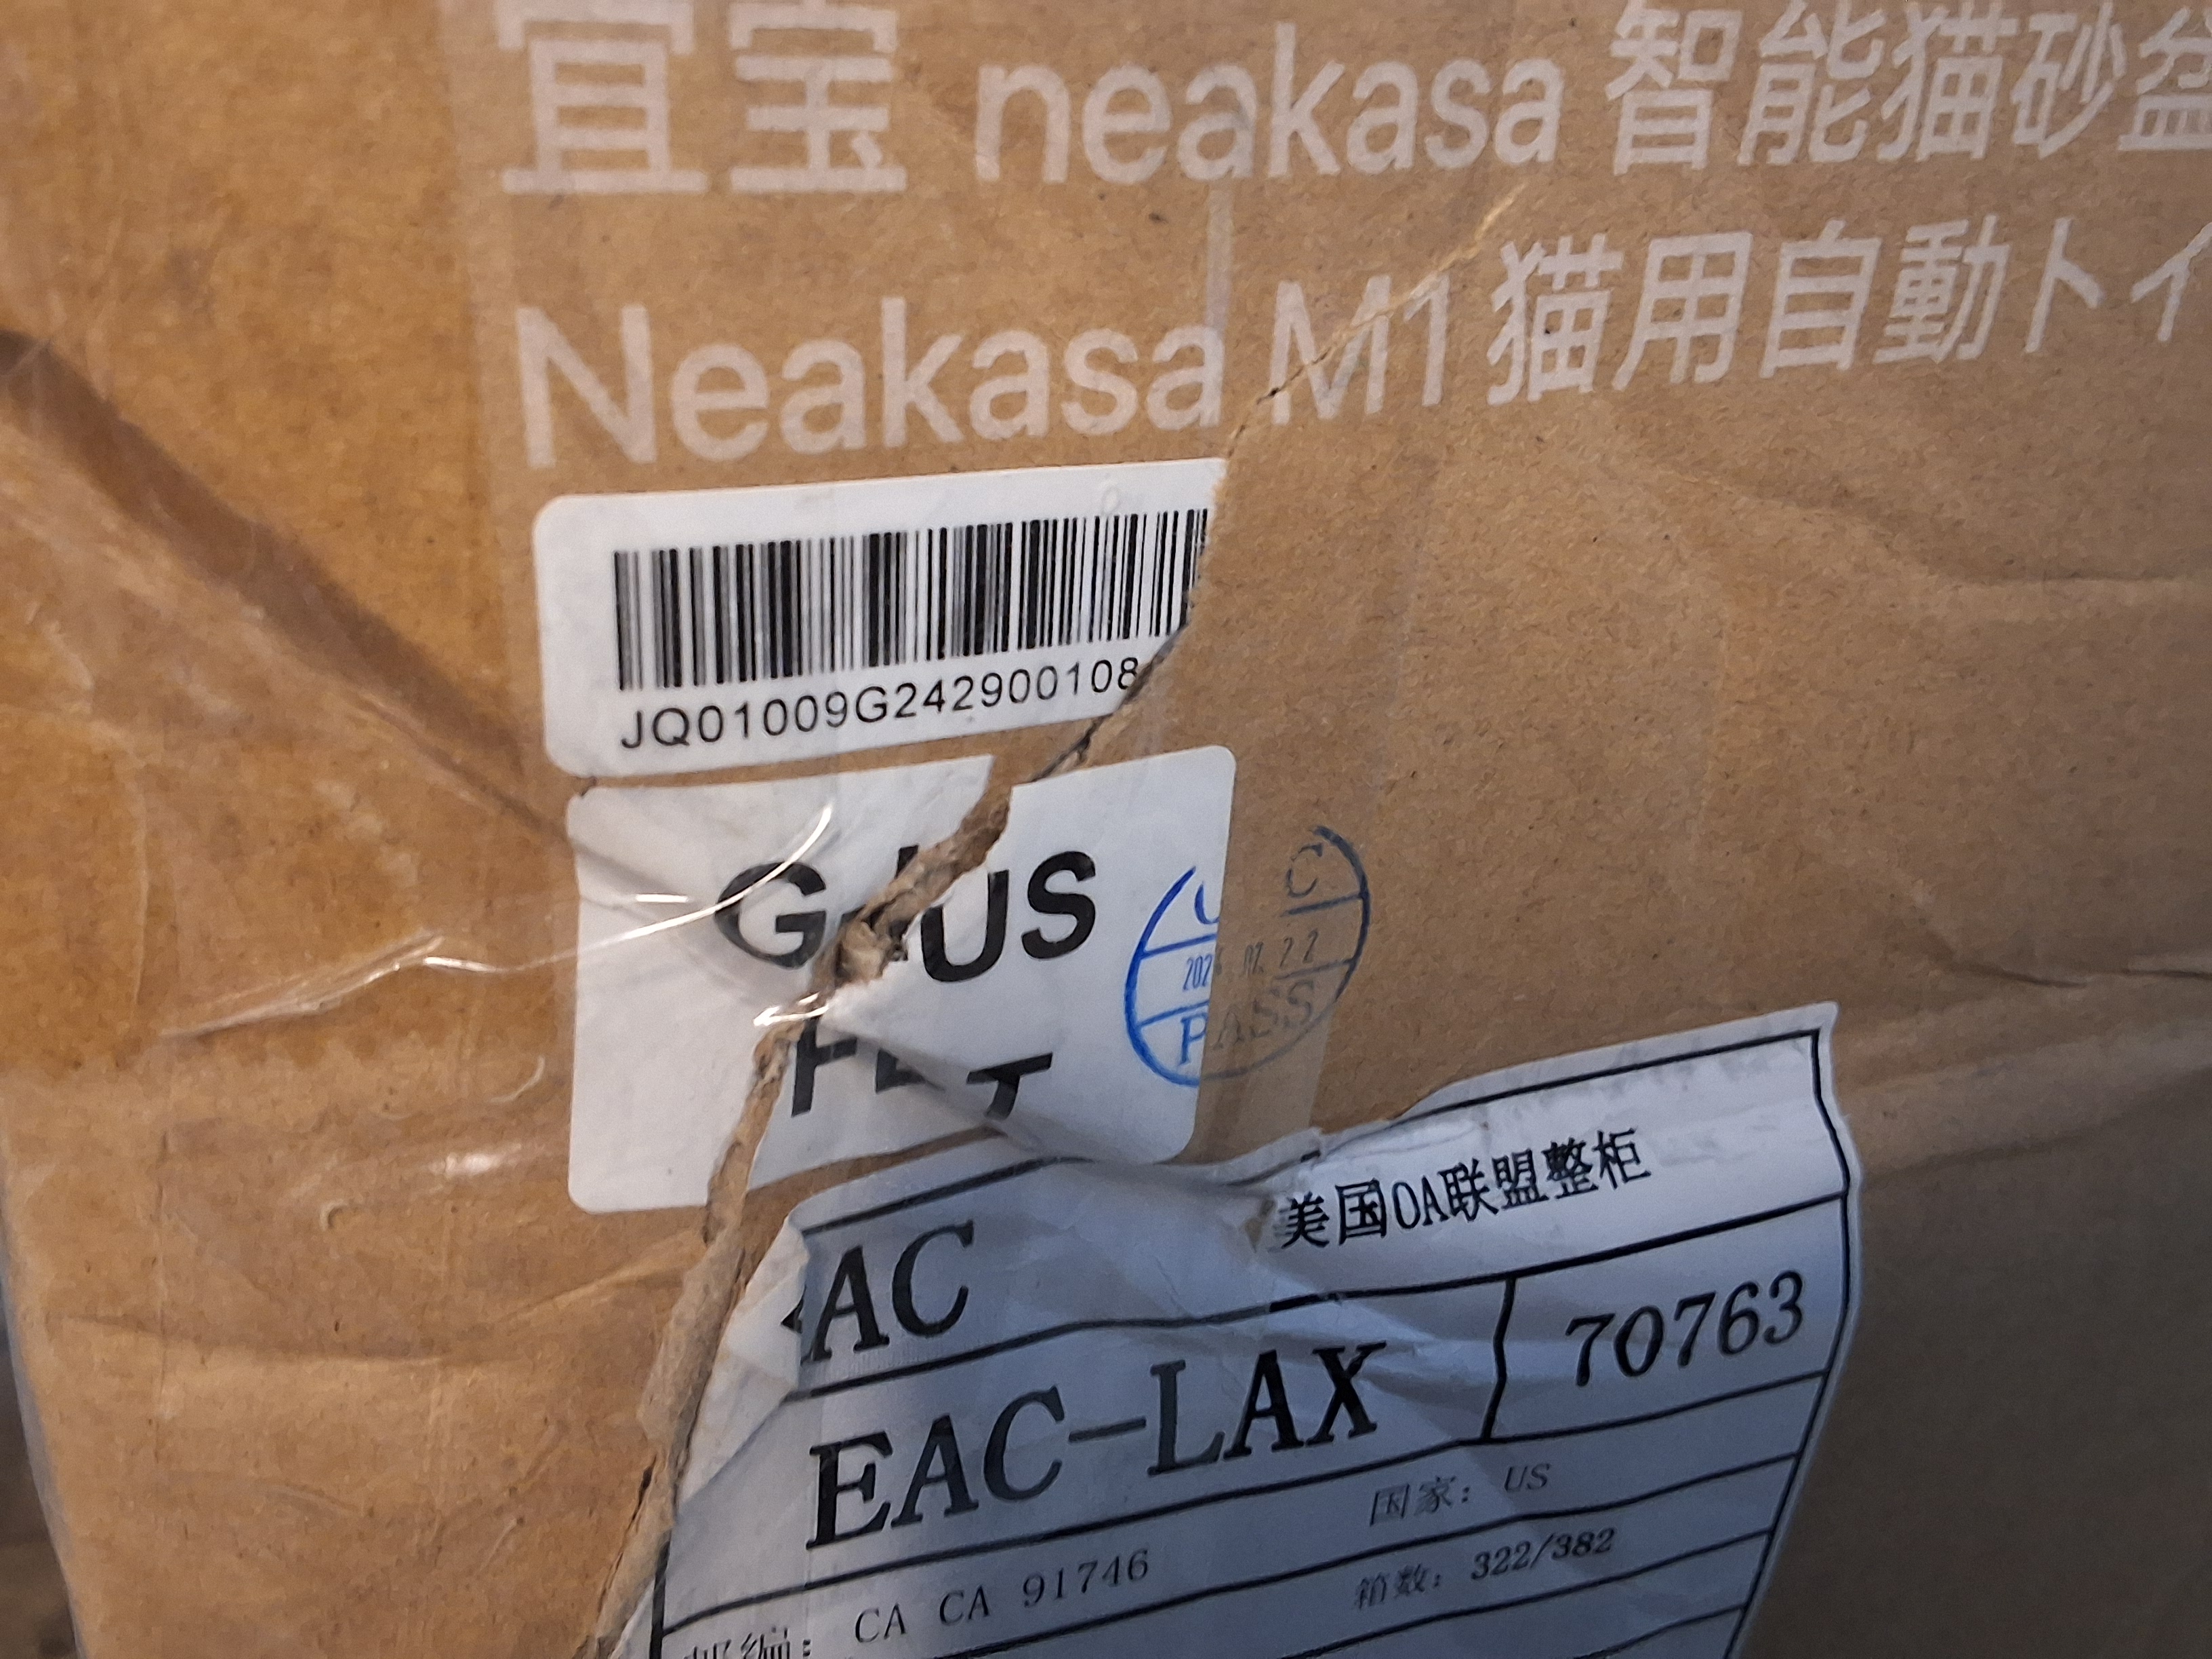 宜宝 neakasa 智能猫砂盆
Neakasa M1 猫用自動トイ
JQ01009G242900108
US
C
07.22
PASS
美国OA联盟整柜
AC
EAC-LAX
70763
国家: US
CA CA 91746
箱数: 322/382